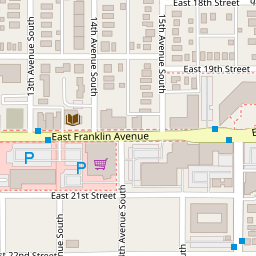 East 18th Street
13th Avenue South
14th Avenue South
15th Avenue South
East 19th Street
East Franklin Avenue
E
P
P
East 21st Street
East 22nd Street